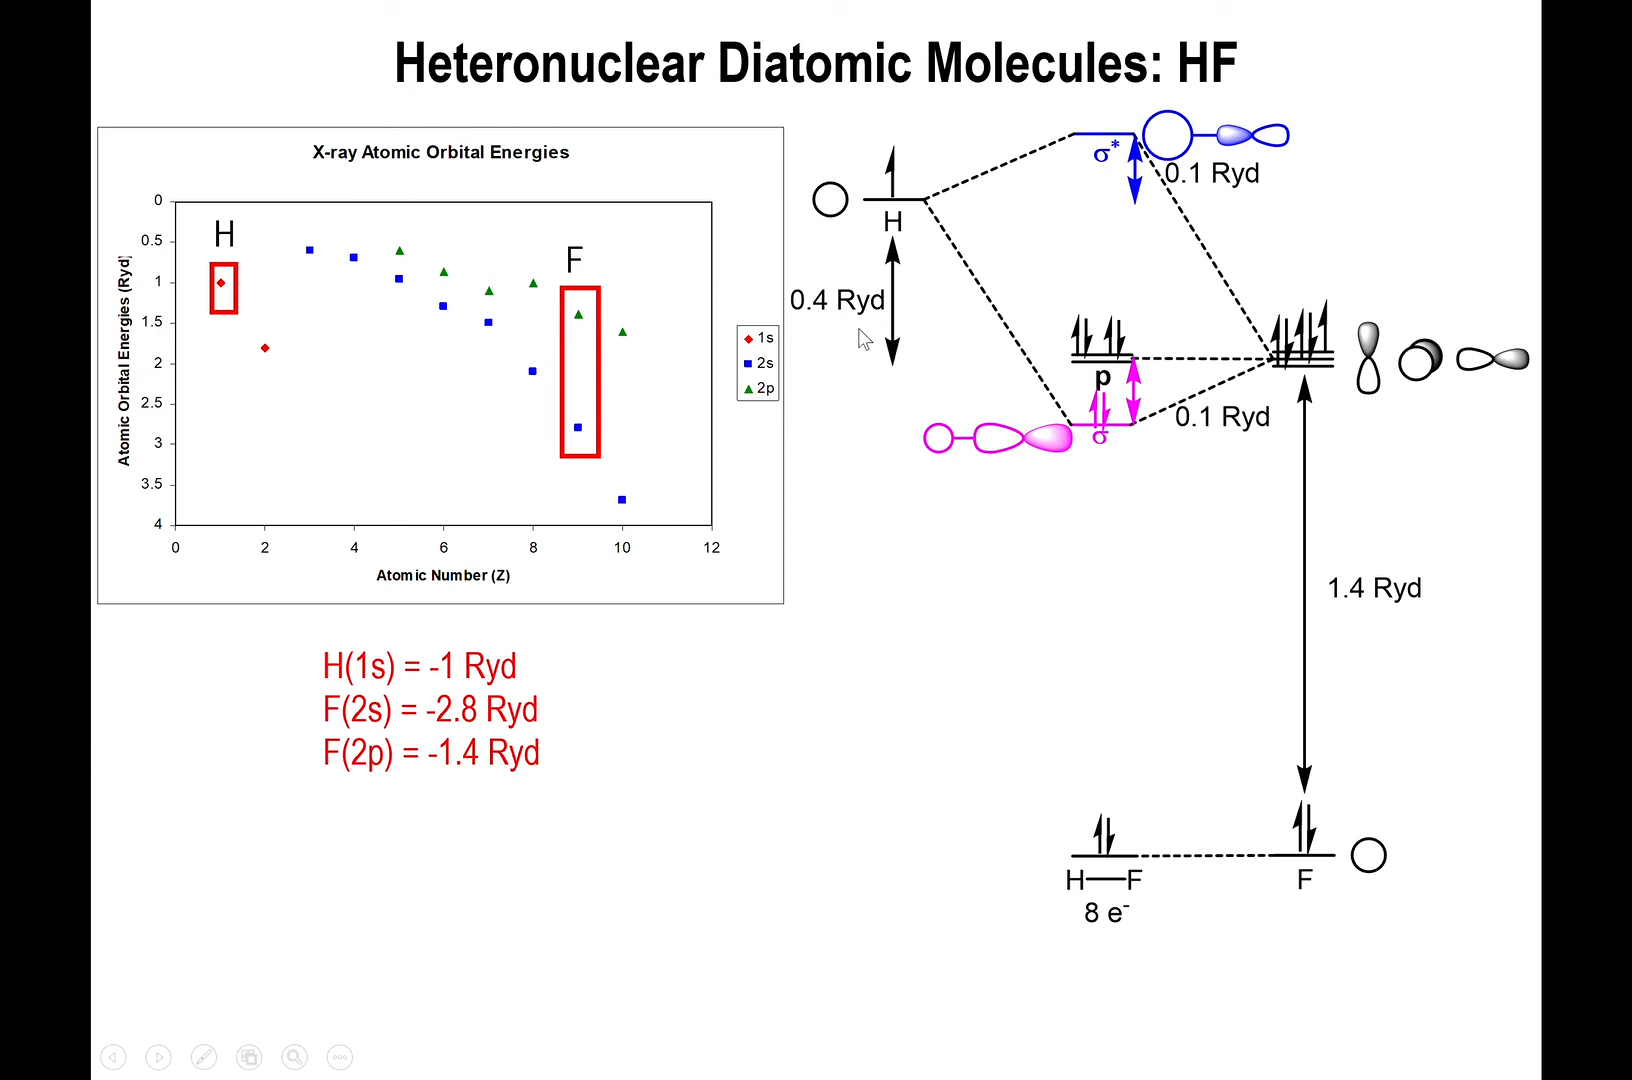 Heteronuclear Diatomic Molecules: HF
X-ray Atomic Orbital Energies
Atomic Orbital Energies (Ryd)
0
0.5
1
1.5
2
2.5
3
3.5
4
H
F
1s
2s
2p
0
2
4
6
8
10
12
Atomic Number (Z)
H(1s) = -1 Ryd
F(2s) = -2.8 Ryd
F(2p) = -1.4 Ryd
σ*
0.1 Ryd
H
0.4 Ryd
p
0.1 Ryd
σ
1.4 Ryd
H—F
F
8 e⁻